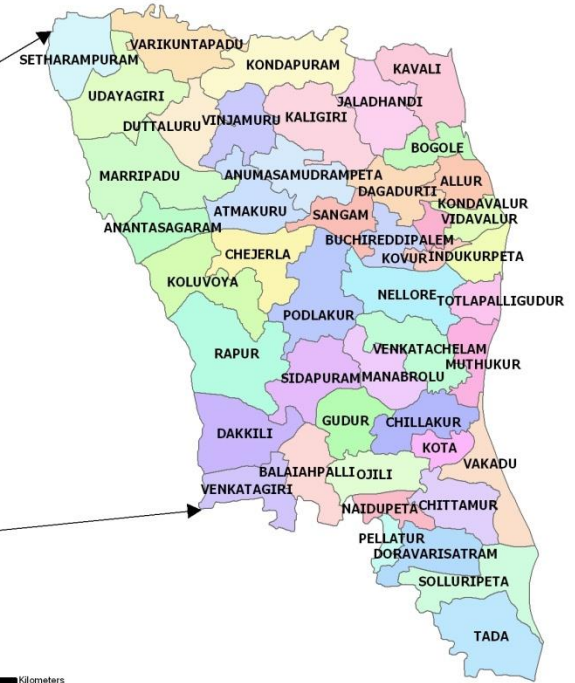 VARIKUNTAPADU
SETHARAMPURAM
KONDAPURAM
KAVALI
UDAYAGIRI
JALADHANDI
DUTTALURU
VINJAMURU
KALIGIRI
BOGOLE
MARRIPADU
ANUMASAMUDRAMPETA
DAGADURTI
ALLUR
KONDAVALUR
ATMAKURU
SANGAM
VIDAVALUR
ANANTASAGARAM
BUCHIREDDIPALEM
CHEJERLA
KOVUR
INDUKURPETA
KOLUVOYA
NELLORE
TOTLAPALLIGUDUR
PODLAKUR
RAPUR
VENKATACHELAM
MUTHUKUR
SIDAPURAM
MANABROLU
GUDUR
CHILLAKUR
DAKKILI
KOTA
VAKADU
BALAIAHPALLI
OJILI
VENKATAGIRI
NAIDUPETA
CHITTAMUR
PELLATUR
DORAVARISATRAM
SOLLURIPETA
TADA
Kilometers